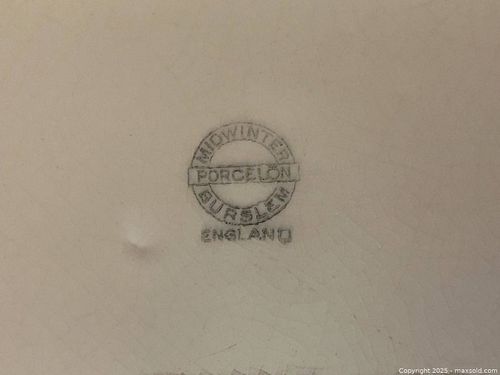 MIDWINTER
PORCELON
BURSLEM
ENGLAND
Copyright 2025 - maxsold.com